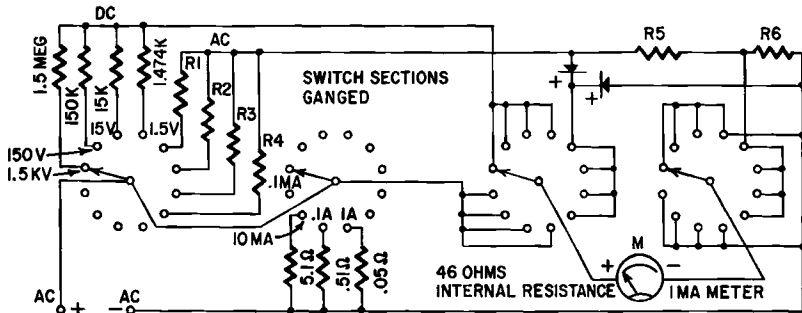 DC
AC
R5
R6
1.5 MEG
150K
15K
1.474K
R1
R2
R3
R4
SWITCH SECTIONS
GANGED
+
+
15V
1.5V
150V
1.5 KV
.1MA
10 MA
.1A 1A
5.1Ω
.51Ω
.05Ω
46 OHMS
INTERNAL RESISTANCE
+
M
-
1 MA METER
AC
+
- AC